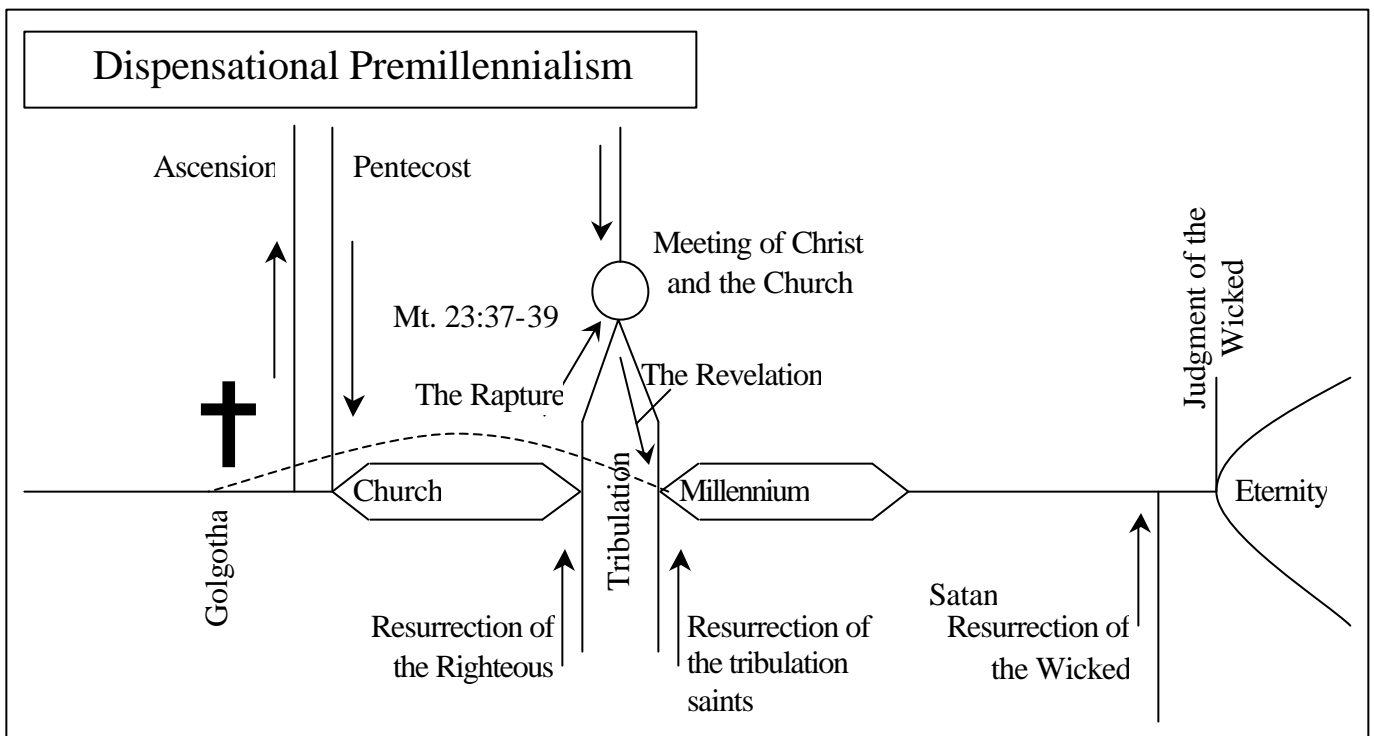 Dispensational Premillennialism
Ascension
Pentecost
Meeting of Christ
and the Church
Mt. 23:37-39
The Rapture
The Revelation
Judgment of the
Wicked
Church
Tribulation
Millennium
Eternity
Golgotha
Resurrection of
the Righteous
Resurrection of
the tribulation
saints
Satan
Resurrection of
the Wicked